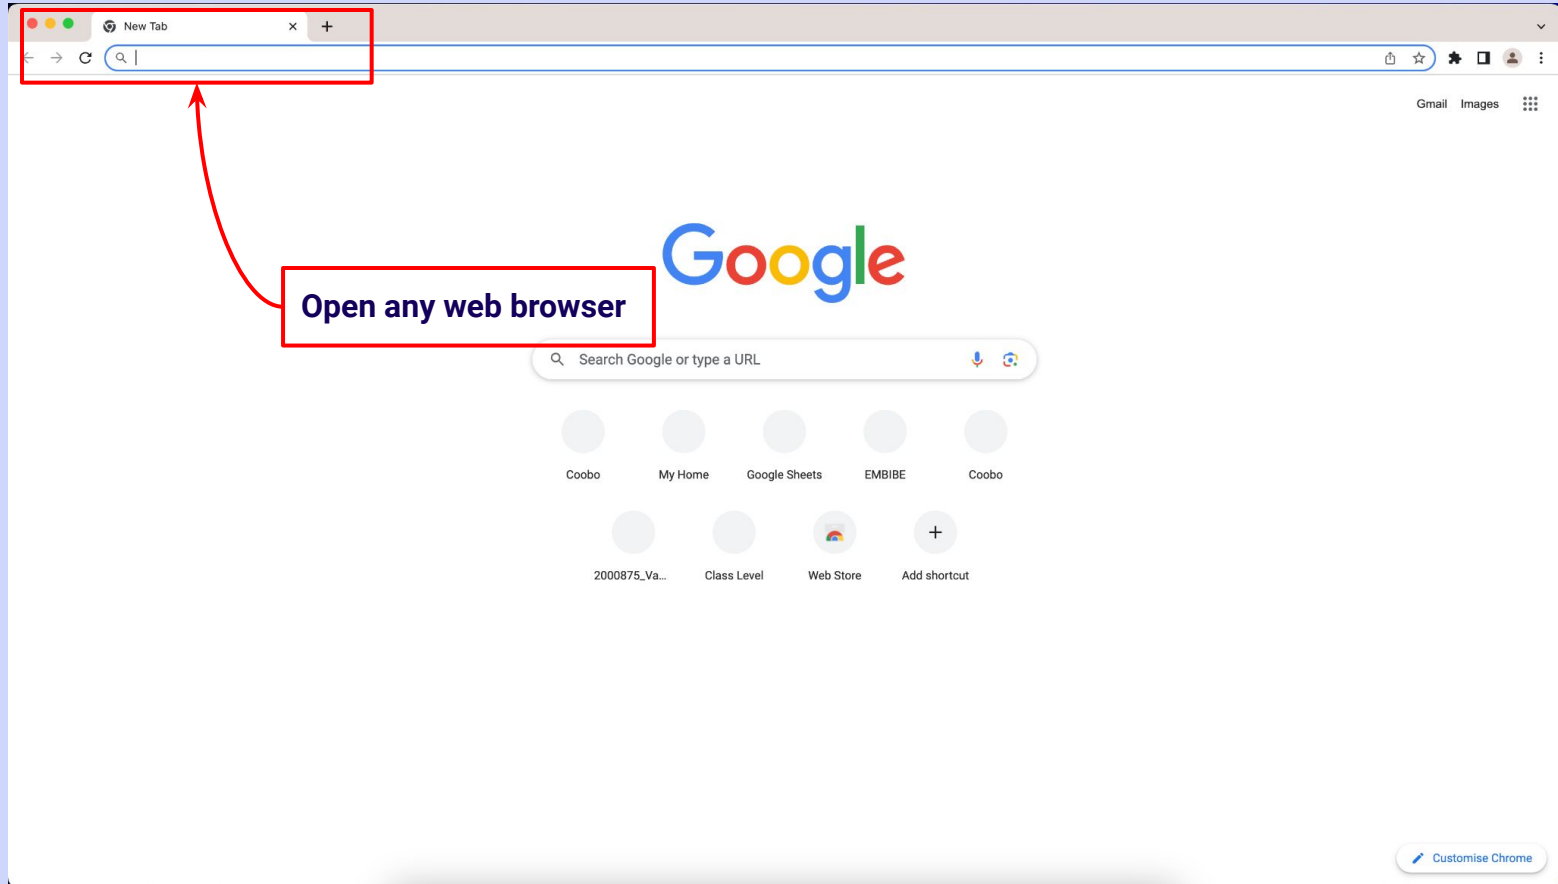 New Tab
Gmail Images
Google
Open any web browser
Search Google or type a URL
Coobo My Home Google Sheets EMBIBE Coobo
2000875_Va... Class Level Web Store Add shortcut
Customise Chrome